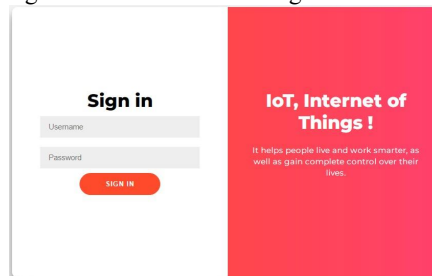 Sign in
Username
Password
SIGN IN
IoT, Internet of
Things !
It helps people live and work smarter, as
well as gain complete control over their
lives.